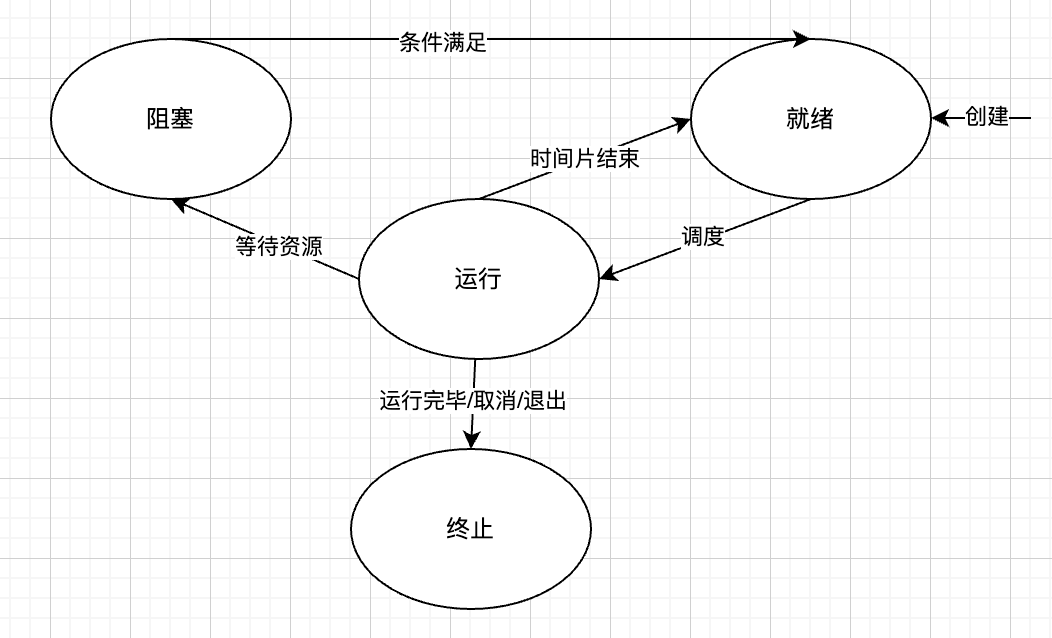 条件满足
阻塞
就绪
创建
时间片结束
调度
等待资源
运行
运行完毕/取消/退出
终止